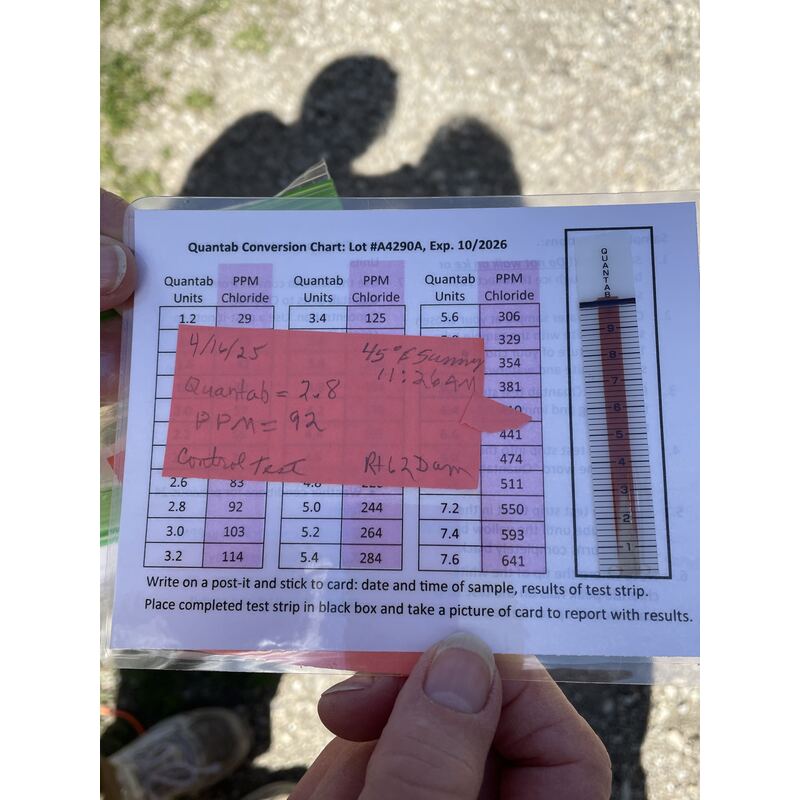 Quantab Conversion Chart: Lot #A4290A, Exp. 10/2026
Quantab Units PPM Chloride Quantab Units PPM Chloride Quantab Units PPM Chloride
1.2 29 3.4 125 5.6 306
329
354
381
441
474
2.6 83 4.8 511
2.8 92 5.0 244 7.2 550
3.0 103 5.2 264 7.4 593
3.2 114 5.4 284 7.6 641
4/16/25 45°F Sunny
11:26 AM
Quantab = 2.8
PPM = 92
Control Test Rt 62 Dam
QUANTAB
9
8
7
6
5
4
3
2
1
Write on a post-it and stick to card: date and time of sample, results of test strip.
Place completed test strip in black box and take a picture of card to report with results.